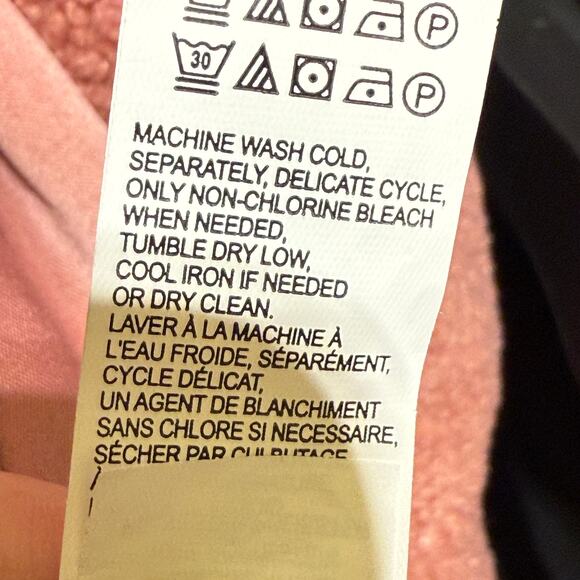 P
30 P
MACHINE WASH COLD,
SEPARATELY, DELICATE CYCLE,
ONLY NON-CHLORINE BLEACH
WHEN NEEDED,
TUMBLE DRY LOW,
COOL IRON IF NEEDED
OR DRY CLEAN.
LAVER À LA MACHINE À
L'EAU FROIDE, SÉPARÉMENT,
CYCLE DÉLICAT,
UN AGENT DE BLANCHIMENT
SANS CHLORE SI NECESSAIRE,
SÉCHER PAR CULBUTAGE